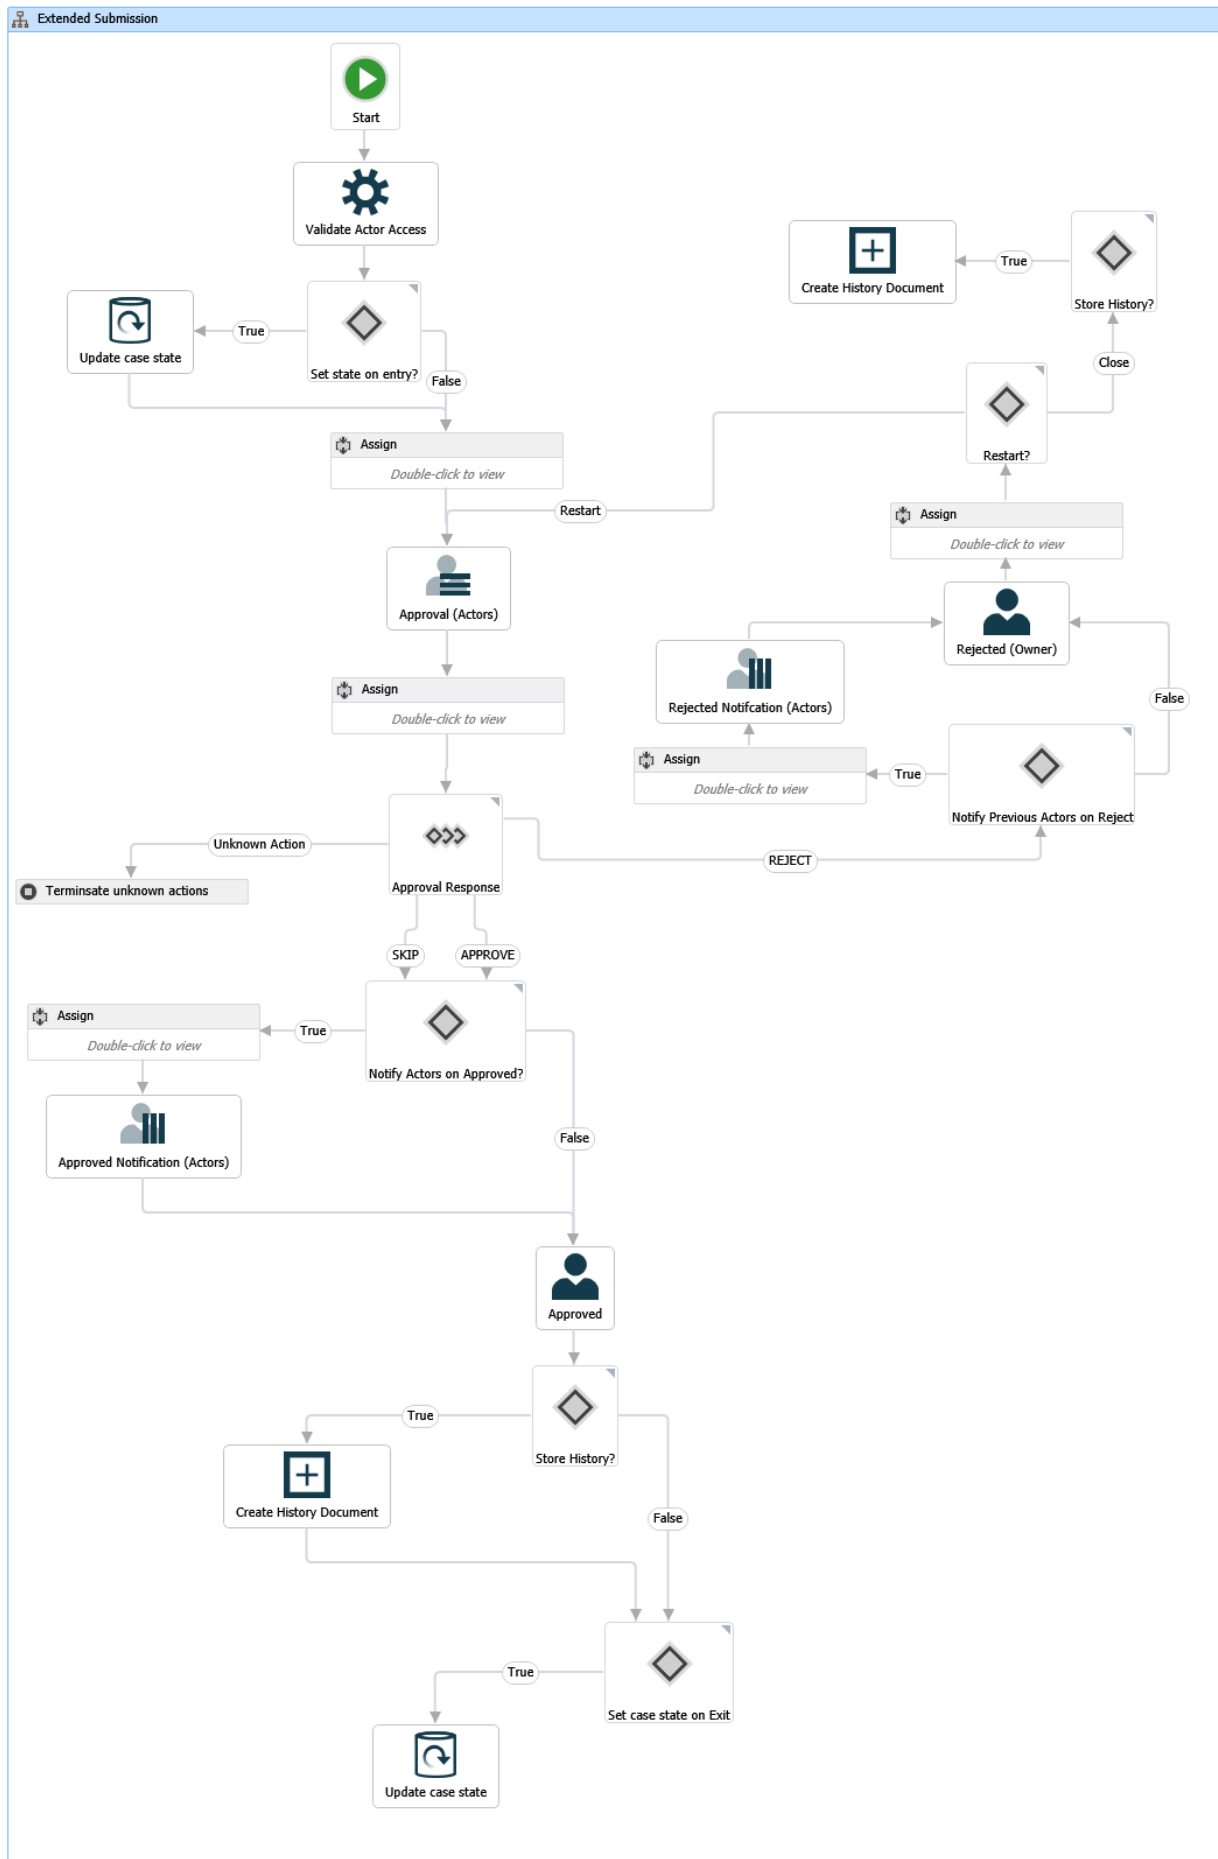 Extended Submission
Start
Validate Actor Access
Create History Document
True
Store History?
Update case state
True
Set state on entry?
False
Close
Restart?
Assign
Double-click to view
Restart
Assign
Double-click to view
Approval (Actors)
Rejected (Owner)
Assign
Double-click to view
Rejected Notifcation (Actors)
False
Assign
Double-click to view
True
Notify Previous Actors on Reject
Unknown Action
Approval Response
REJECT
Terminsate unknown actions
SKIP
APPROVE
Assign
Double-click to view
True
Notify Actors on Approved?
Approved Notification (Actors)
False
Approved
True
Store History?
Create History Document
False
True
Set case state on Exit
Update case state